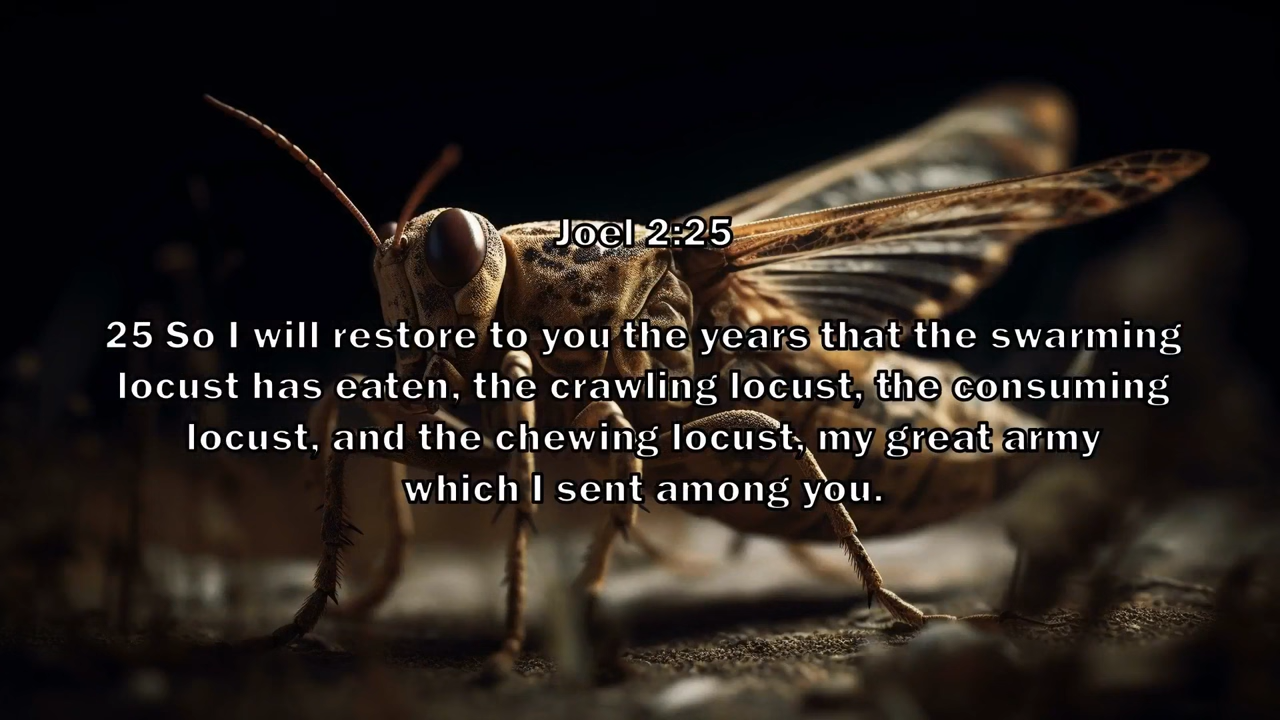 Joel 2:25
25 So I will restore to you the years that the swarming
locust has eaten, the crawling locust, the consuming
locust, and the chewing locust, my great army
which I sent among you.